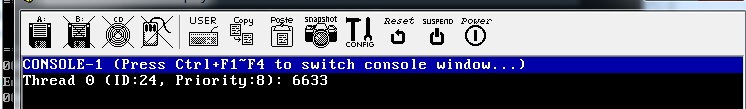 A: B: CD USER Copy Paste Snapshot CONFIG Reset SUSPEND Power
CONSOLE-1 (Press Ctrl+F1~F4 to switch console window...)
Thread 0 (ID:24, Priority:8): 6633